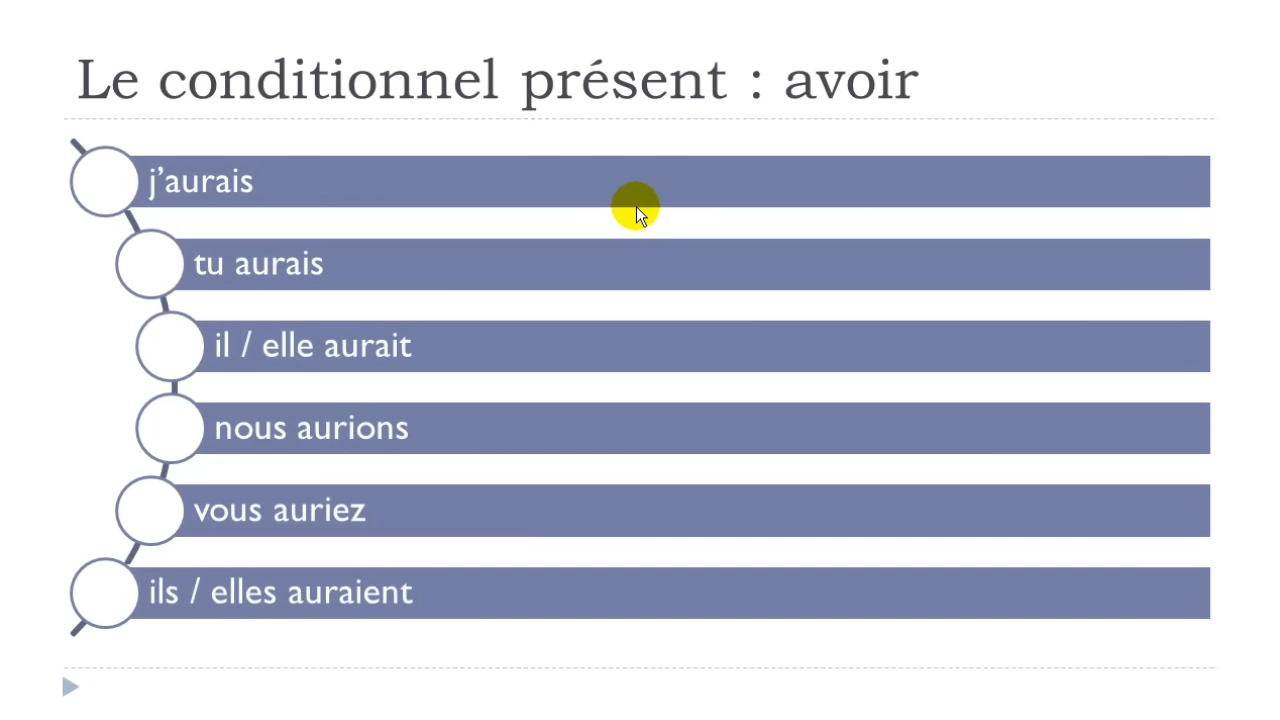 Le conditionnel présent : avoir
j’aurais
tu aurais
il / elle aurait
nous aurions
vous auriez
ils / elles auraient